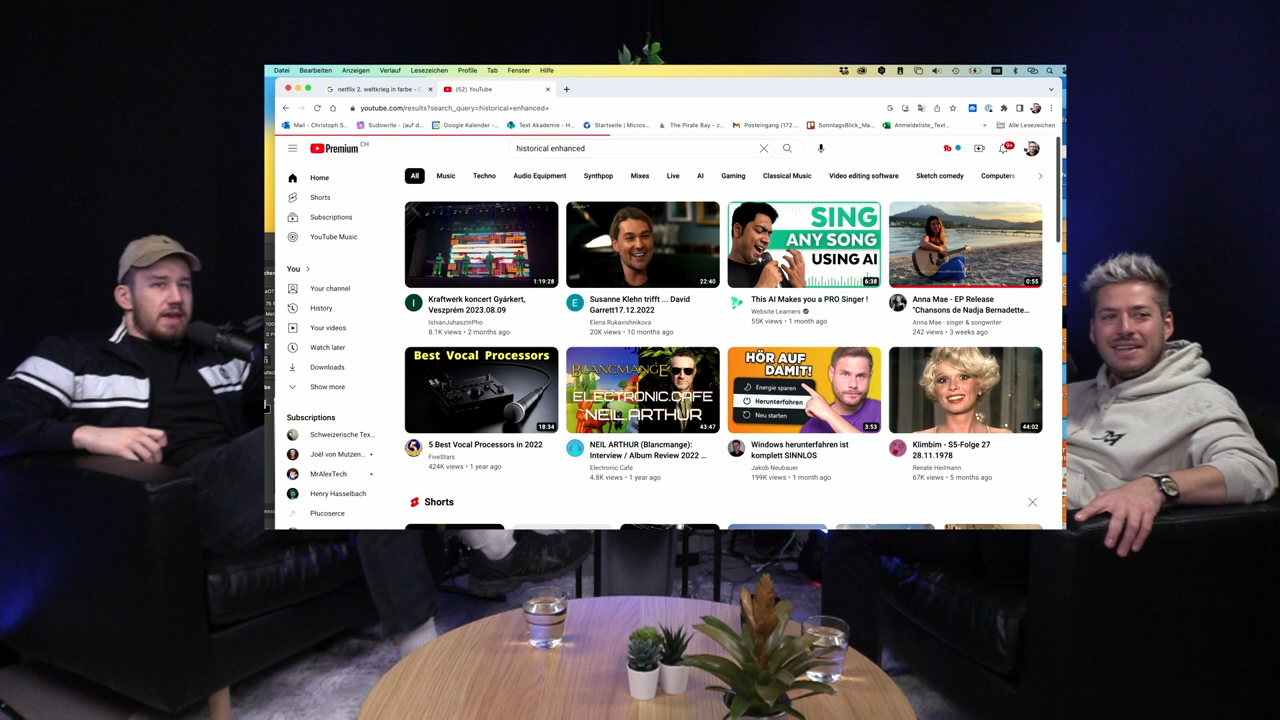 Datei Bearbeiten Anzeigen Verlauf Lesezeichen Profile Tab Fenster Hilfe
netflix 2. weltkrieg in farbe - G
(52) YouTube
youtube.com/results?search_query=historical+enhanced+
Mail - Christoph S... Sudowrite - (auf d... Google Kalender -... Text Akademie - H... Startseite | Micros... The Pirate Bay - z... Posteingang (172.... SonntagsBlick_Ma... Anmeldeliste_Text... » Alle Lesezeichen
Premium CH
historical enhanced
9+
All Music Techno Audio Equipment Synthpop Mixes Live AI Gaming Classical Music Video editing software Sketch comedy Computers
Home
Shorts
Subscriptions
YouTube Music
You
Your channel
History
Your videos
Watch later
Downloads
Show more
Subscriptions
Schweizerische Tex...
Joël von Mutzen...
MrAlexTech
Henry Hasselbach
Plucoserce
1:19:28
Kraftwerk koncert Gyárkert,
Veszprém 2023.08.09
IstvanJuhaszInPho
8.1K views • 2 months ago
22:40
Susanne Klehn trifft ... David
Garrett17.12.2022
Elena Rukavishnikova
20K views • 10 months ago
SING
ANY SONG
USING AI
6:38
This AI Makes you a PRO Singer !
Website Learners
55K views • 1 month ago
0:55
Anna Mae - EP Release
"Chansons de Nadja Bernadette...
Anna Mae - singer & songwriter
242 views • 3 weeks ago
Best Vocal Processors
18:34
5 Best Vocal Processors in 2022
FiveStars
424K views • 1 year ago
BLANCMANGE
ELECTRONIC.CAFE
NEIL ARTHUR
43:47
NEIL ARTHUR (Blancmange):
Interview / Album Review 2022 ...
Electronic Cafe
4.8K views • 1 year ago
HÖR AUF
DAMIT!
Energie sparen
Herunterfahren
Neu starten
3:53
Windows herunterfahren ist
komplett SINNLOS
Jakob Neubauer
199K views • 1 month ago
44:02
Klimbim - S5-Folge 27
28.11.1978
Renate Heilmann
67K views • 5 months ago
Shorts